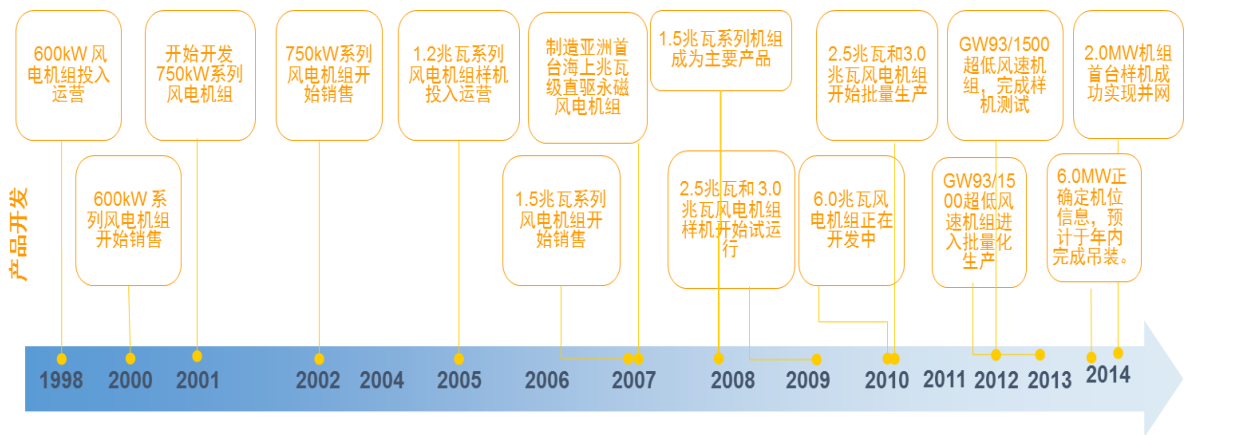 600kW 风
电机组投入
运营
开始开发
750kW系列
风电机组
750kW系列
风电机组开
始销售
1.2兆瓦系列
风电机组样机
投入运营
制造亚洲首
台海上兆瓦
级直驱永磁
风电机组
1.5兆瓦系列机组
成为主要产品
2.5兆瓦和3.0
兆瓦风电机组
开始批量生产
GW93/1500
超低风速机
组，完成样
机测试
2.0MW机组
首台样机成
功实现并网
产品开发
600kW 系
列风电机组
开始销售
1.5兆瓦系列
风电机组开
始销售
2.5兆瓦和 3.0
兆瓦风电机组
样机开始试运
行
6.0兆瓦风
电机组正在
开发中
GW93/15
00超低风
速机组进
入批量化
生产
6.0MW正
确定机位
信息，预
计于年内
完成吊装。
1998 2000 2001 2002 2004 2005 2006 2007 2008 2009 2010 2011 2012 2013 2014